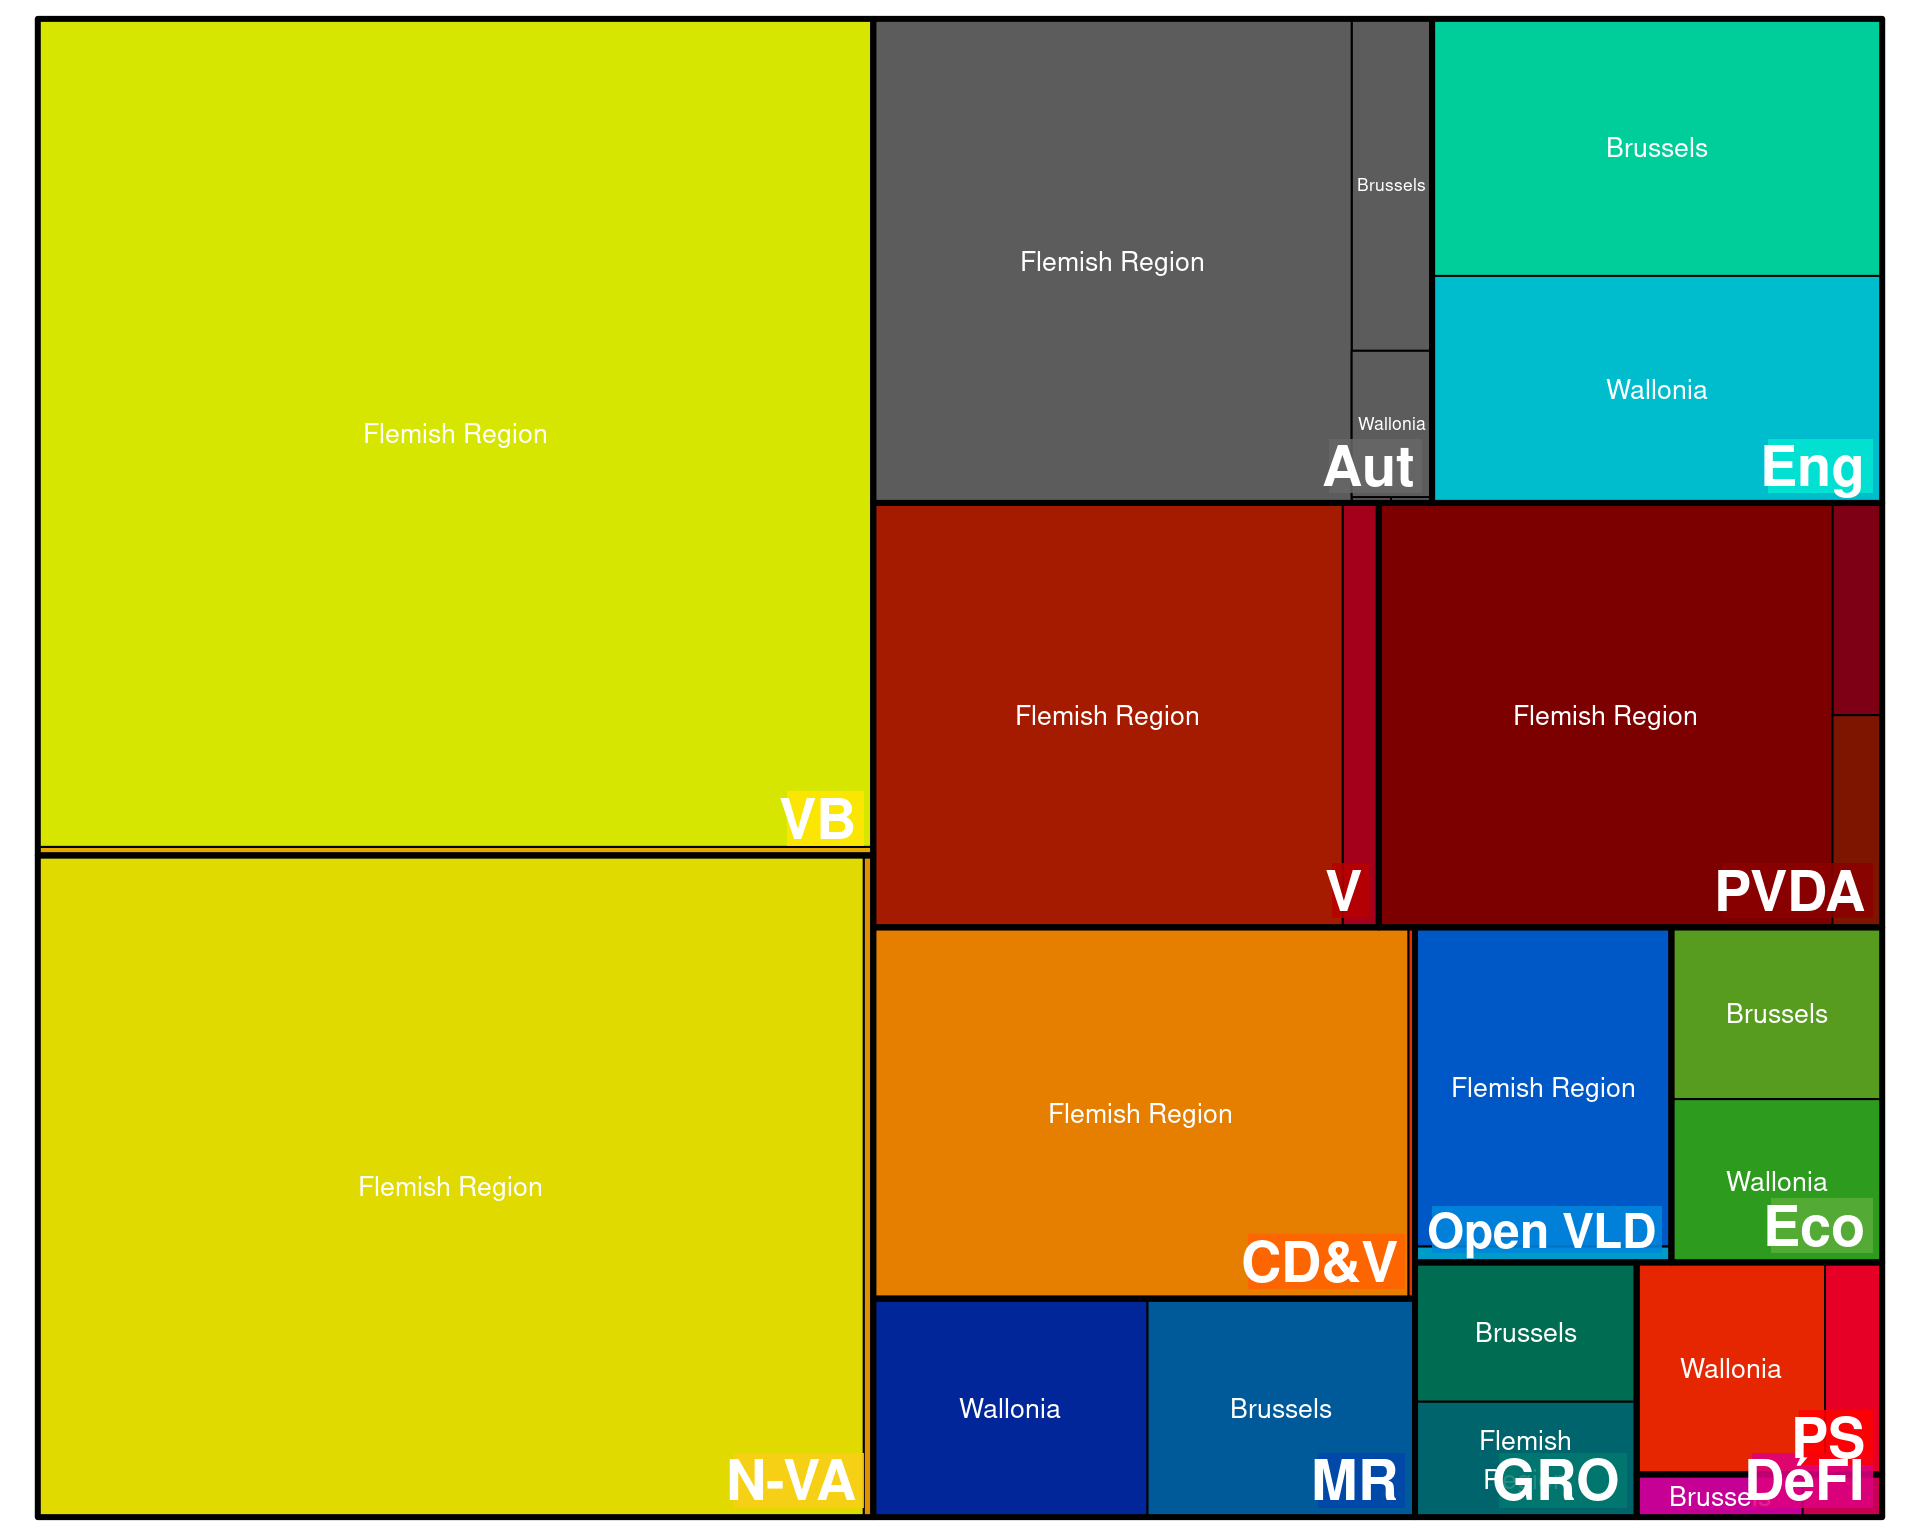 Flemish Region
VB
Flemish Region
N-VA
Flemish Region
Brussels
Wallonia
Aut
Brussels
Wallonia
Eng
Flemish Region
V
Flemish Region
PVDA
Flemish Region
CD&V
Flemish Region
Open VLD
Brussels
Wallonia
Eco
Wallonia
Brussels
MR
Brussels
Flemish
GRO
Wallonia
PS
Brussels
DéFI